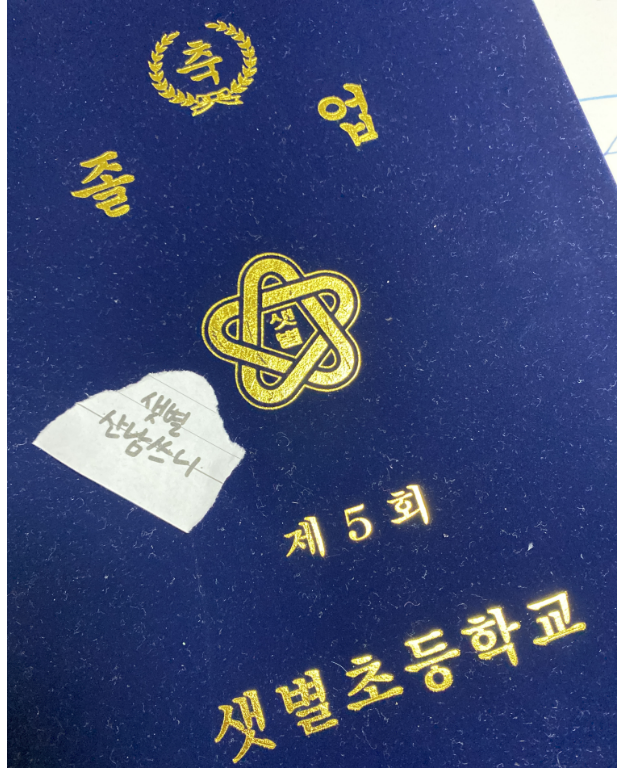 축
졸 업
샛별
샛별
산남쓰니
제 5 회
샛별초등학교